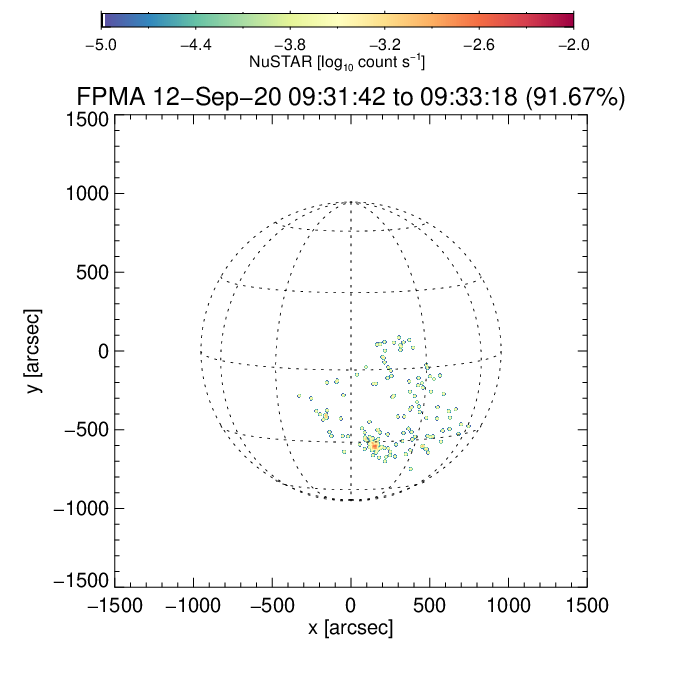 −5.0 −4.4 −3.8 −3.2 −2.6 −2.0
NuSTAR [log₁₀ count s⁻¹]
FPMA 12−Sep−20 09:31:42 to 09:33:18 (91.67%)
1500
1000
500
0
−500
−1000
−1500
y [arcsec]
−1500 −1000 −500 0 500 1000 1500
x [arcsec]